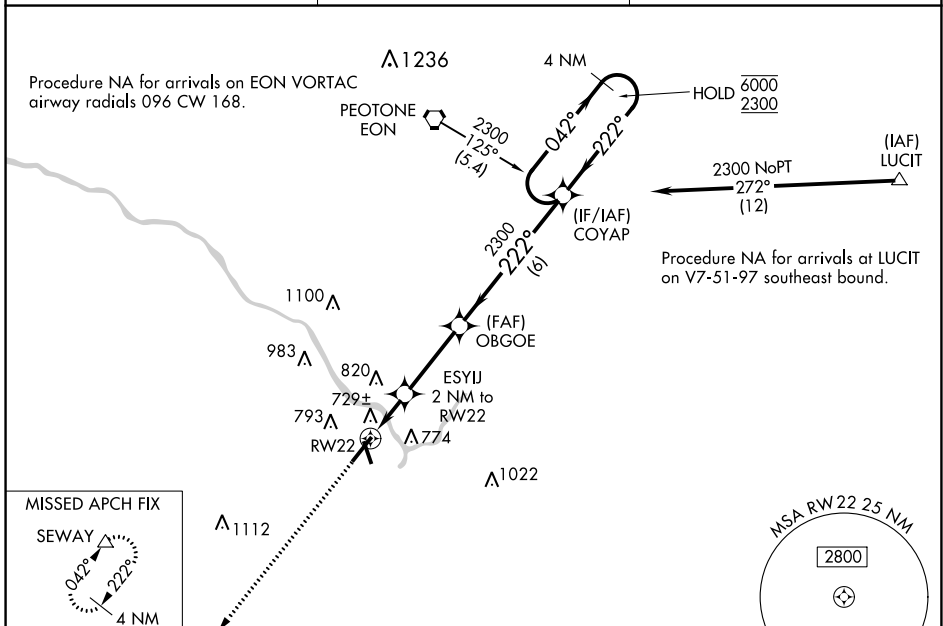 1236
Procedure NA for arrivals on EON VORTAC
airway radials 096 CW 168.
4 NM
HOLD
6000
2300
PEOTONE
EON
2300
125°
(5.4)
042°
222°
(IAF)
LUCIT
2300 NoPT
272°
(12)
(IF/IAF)
COYAP
2300
222°
(6)
Procedure NA for arrivals at LUCIT
on V7-51-97 southeast bound.
1100
(FAF)
OBGOE
983
820
ESYIJ
2 NM to
RW22
729±
793
RW22
774
1022
1112
MISSED APCH FIX
SEWAY
042°
222°
4 NM
MSA RW22 25 NM
2800